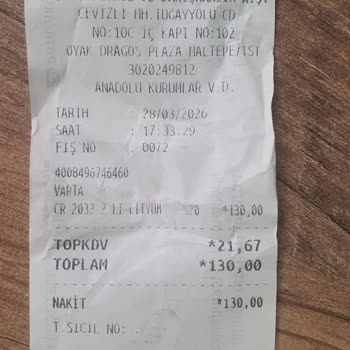 CEVİZLİ MH.TUGAYYOLU CD.
NO:10C İÇ KAPI NO:102
OYAK DRAGOS PLAZA MALTEPE/İST
3020249812
ANADOLU KURUMLAR V.D.
TARİH : 28/03/2026
SAAT : 17:33:29
FİŞ NO : 0072
4008496746460
VARTA
CR 2032 2 Lİ LİTYUM %20 *130,00
TOPKDV *21,67
TOPLAM *130,00
NAKİT *130,00
T.SİCİL NO: